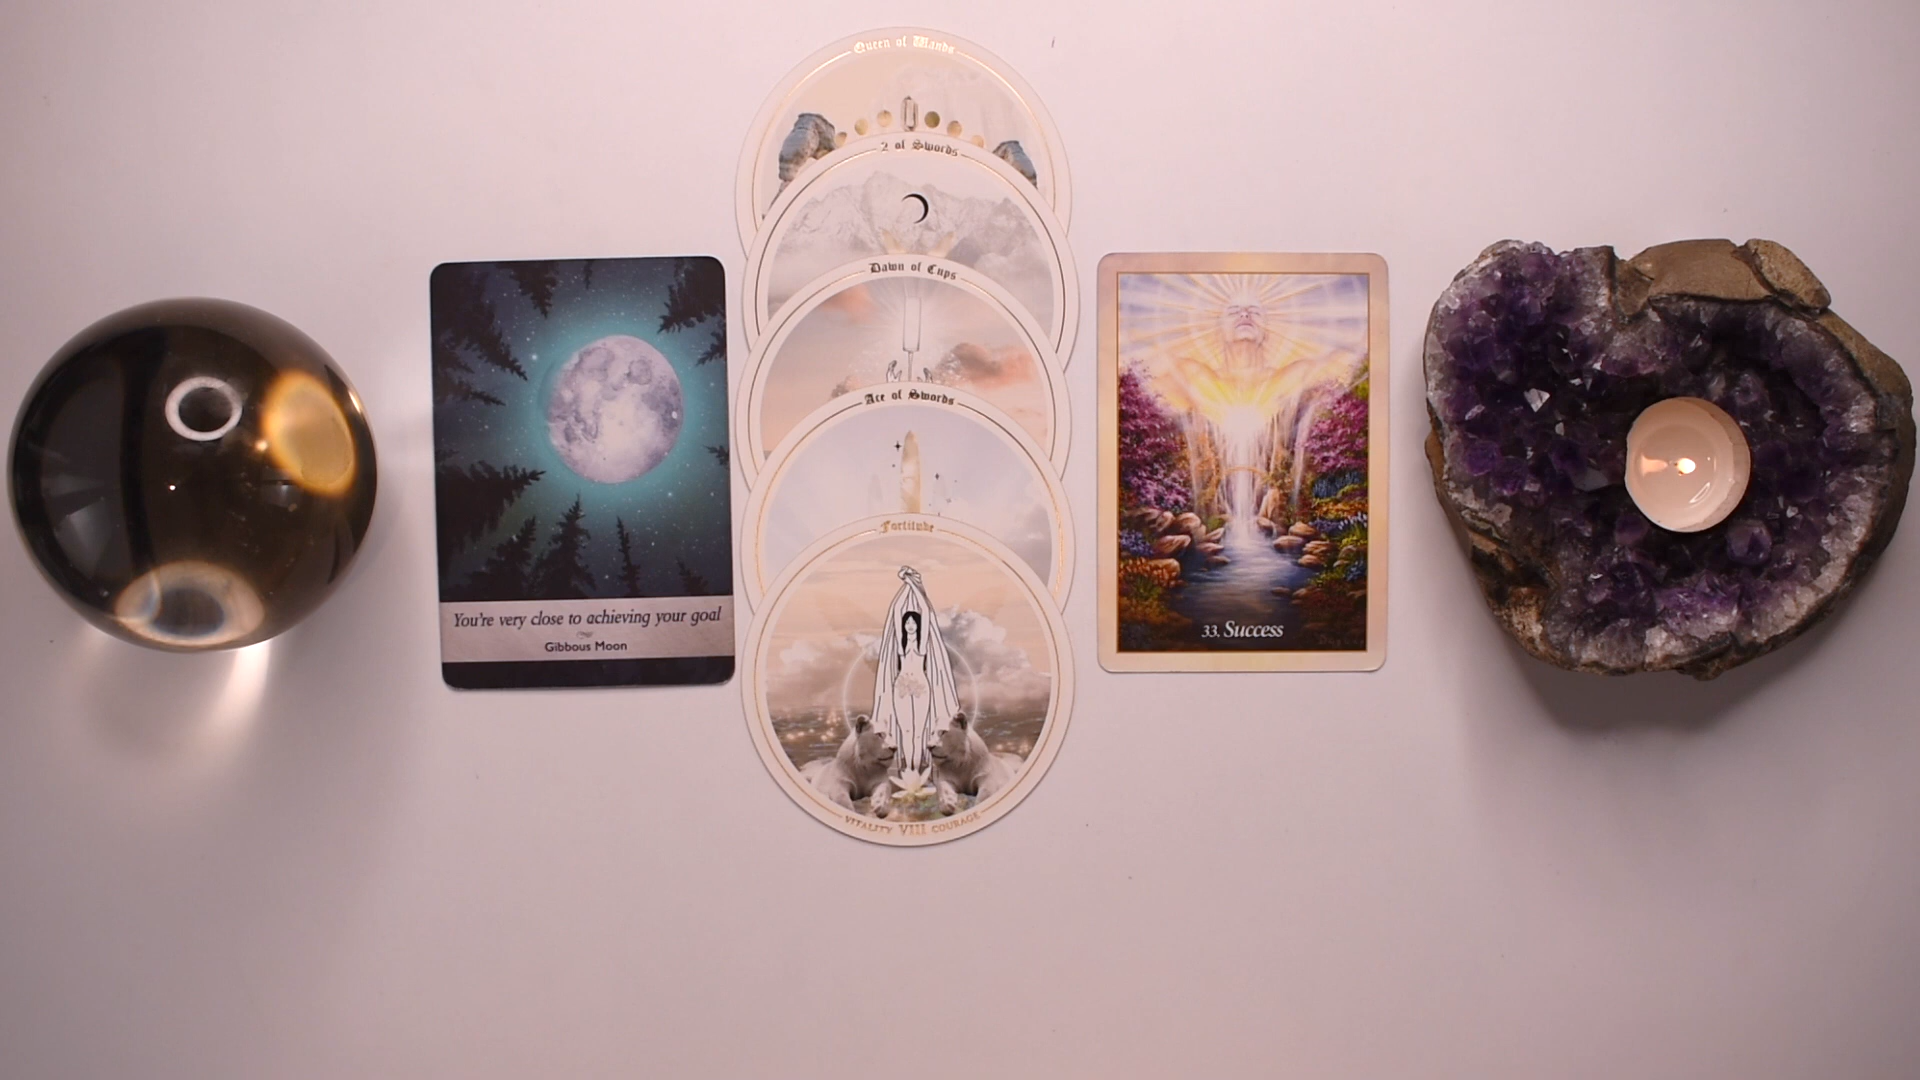 Queen of Wands
2 of Swords
Dawn of Cups
Ace of Swords
Fortitude
VITALITY VIII COURAGE
You're very close to achieving your goal
Gibbous Moon
33. Success